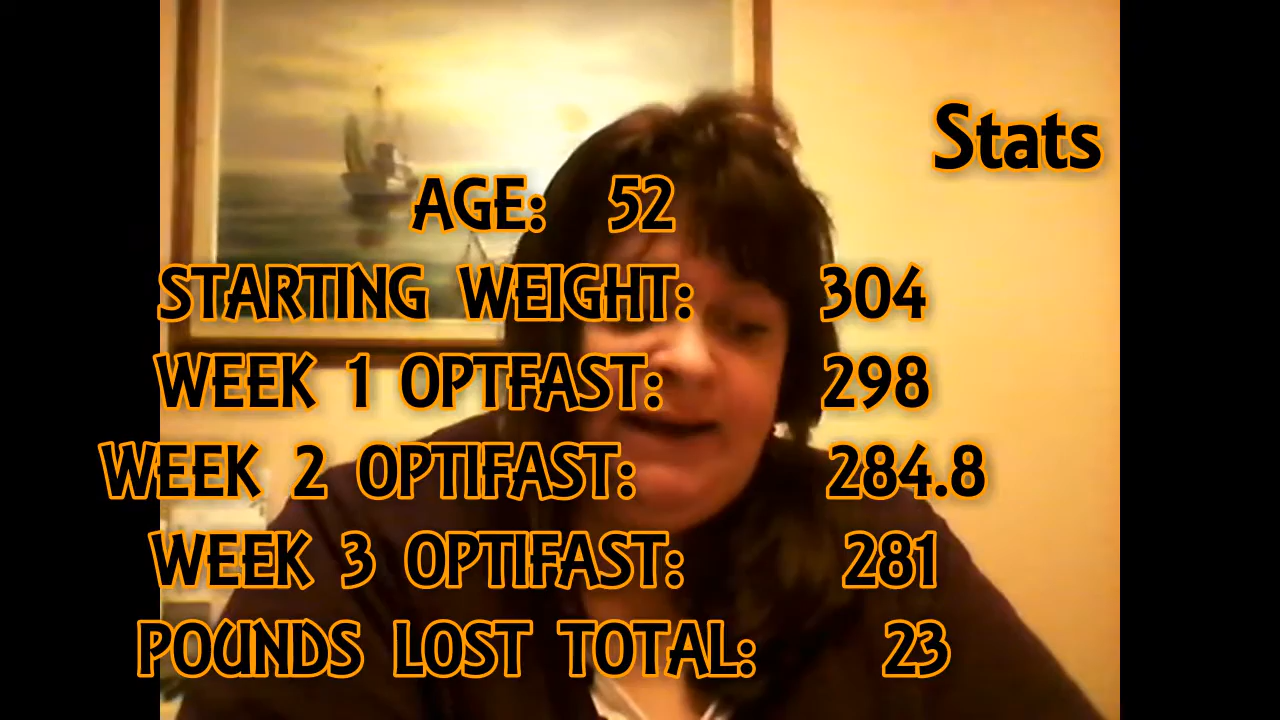 Stats
AGE: 52
STARTING WEIGHT: 304
WEEK 1 OPTFAST: 298
WEEK 2 OPTIFAST: 284.8
WEEK 3 OPTIFAST: 281
POUNDS LOST TOTAL: 23